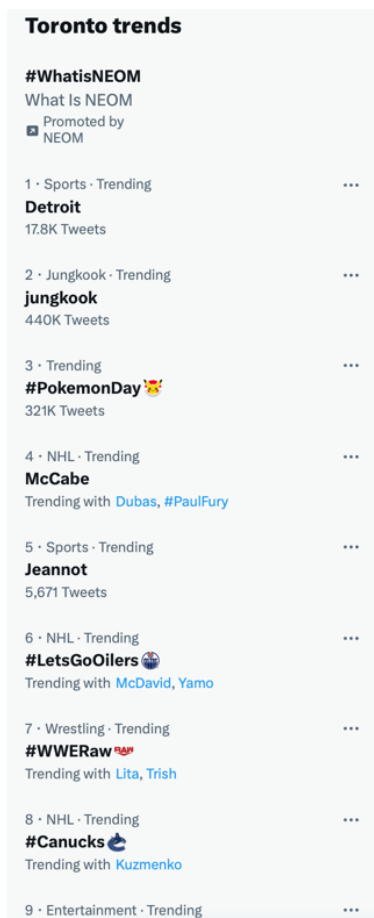 Toronto trends
#WhatisNEOM
What Is NEOM
Promoted by
NEOM
1 · Sports · Trending
Detroit
17.8K Tweets
2 · Jungkook · Trending
jungkook
440K Tweets
3 · Trending
#PokemonDay
321K Tweets
4 · NHL · Trending
McCabe
Trending with Dubas, #PaulFury
5 · Sports · Trending
Jeannot
5,671 Tweets
6 · NHL · Trending
#LetsGoOilers
Trending with McDavid, Yamo
7 · Wrestling · Trending
#WWERaw RAW
Trending with Lita, Trish
8 · NHL · Trending
#Canucks
Trending with Kuzmenko
9 · Entertainment · Trending